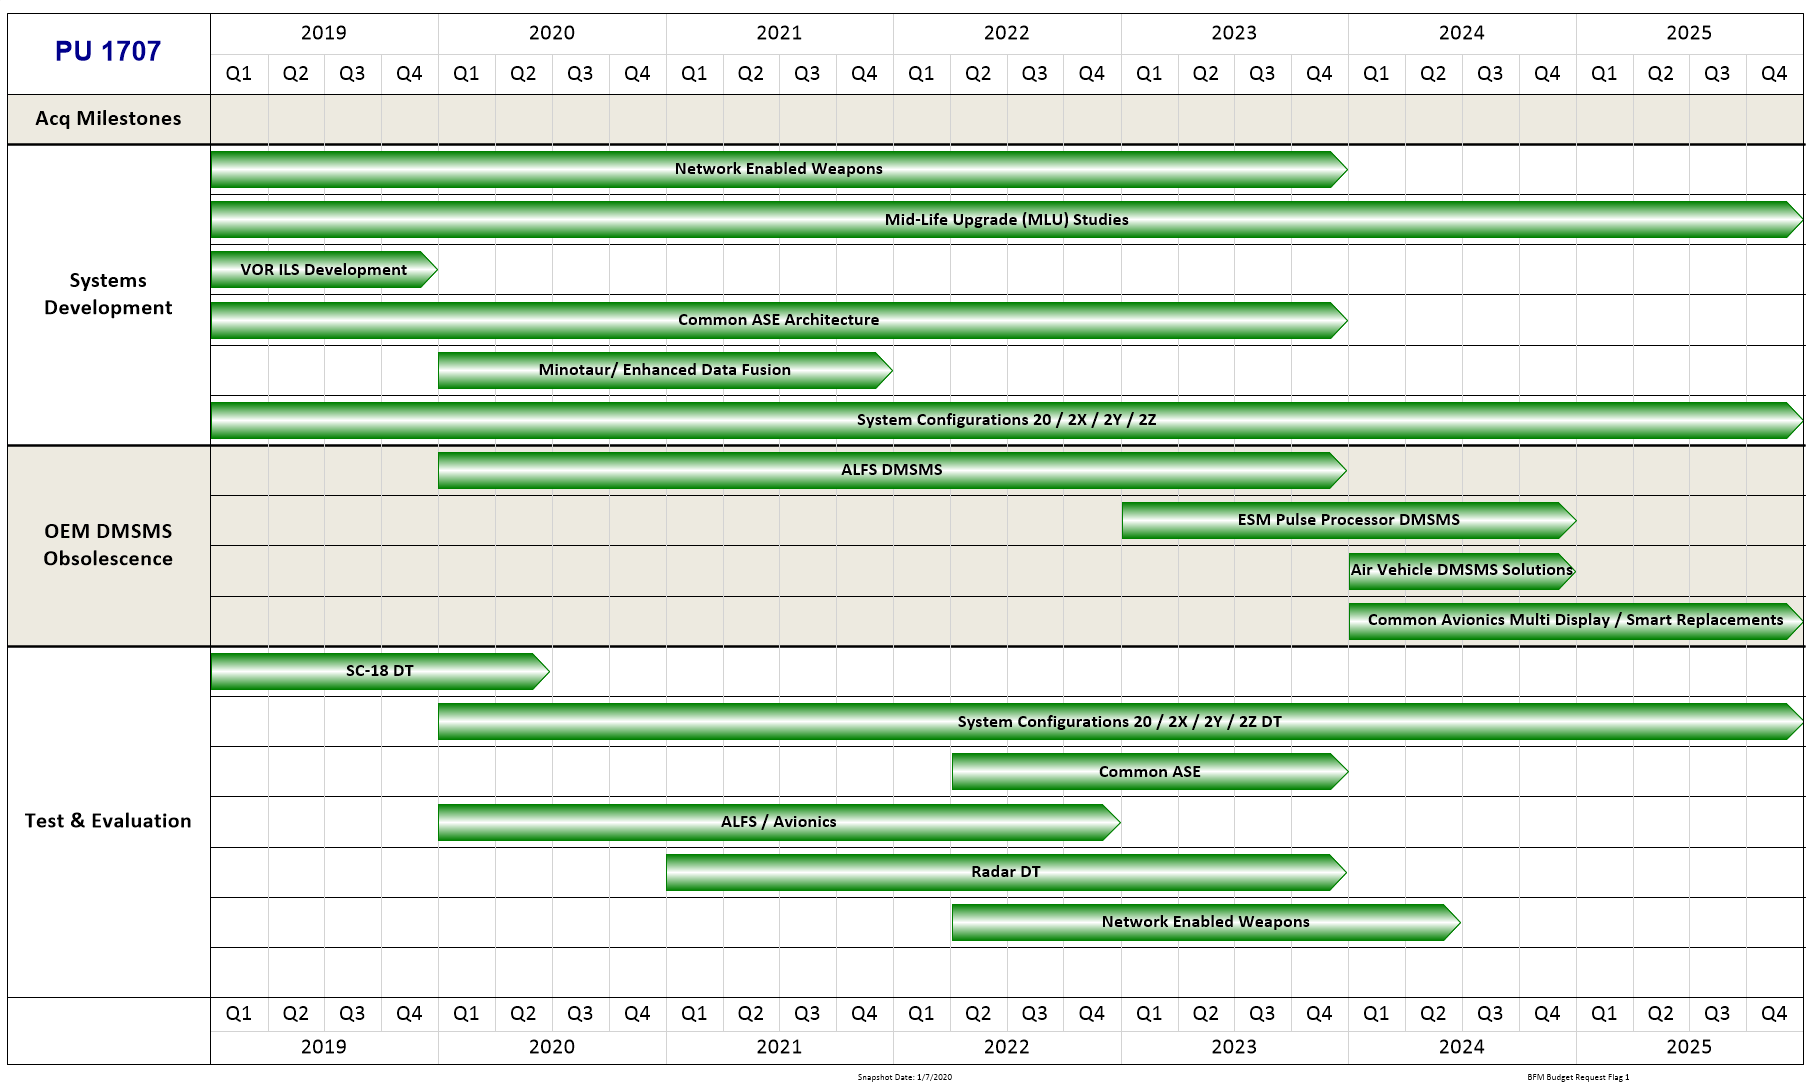 PU 1707
2019 2020 2021 2022 2023 2024 2025
Q1 Q2 Q3 Q4 Q1 Q2 Q3 Q4 Q1 Q2 Q3 Q4 Q1 Q2 Q3 Q4 Q1 Q2 Q3 Q4 Q1 Q2 Q3 Q4 Q1 Q2 Q3 Q4
Acq Milestones
Systems
Development
Network Enabled Weapons
Mid-Life Upgrade (MLU) Studies
VOR ILS Development
Common ASE Architecture
Minotaur/ Enhanced Data Fusion
System Configurations 20 / 2X / 2Y / 2Z
OEM DMSMS
Obsolescence
ALFS DMSMS
ESM Pulse Processor DMSMS
Air Vehicle DMSMS Solutions
Common Avionics Multi Display / Smart Replacements
Test & Evaluation
SC-18 DT
System Configurations 20 / 2X / 2Y / 2Z DT
Common ASE
ALFS / Avionics
Radar DT
Network Enabled Weapons
Q1 Q2 Q3 Q4 Q1 Q2 Q3 Q4 Q1 Q2 Q3 Q4 Q1 Q2 Q3 Q4 Q1 Q2 Q3 Q4 Q1 Q2 Q3 Q4 Q1 Q2 Q3 Q4
2019 2020 2021 2022 2023 2024 2025
Snapshot Date: 1/7/2020
BFM Budget Request Flag 1